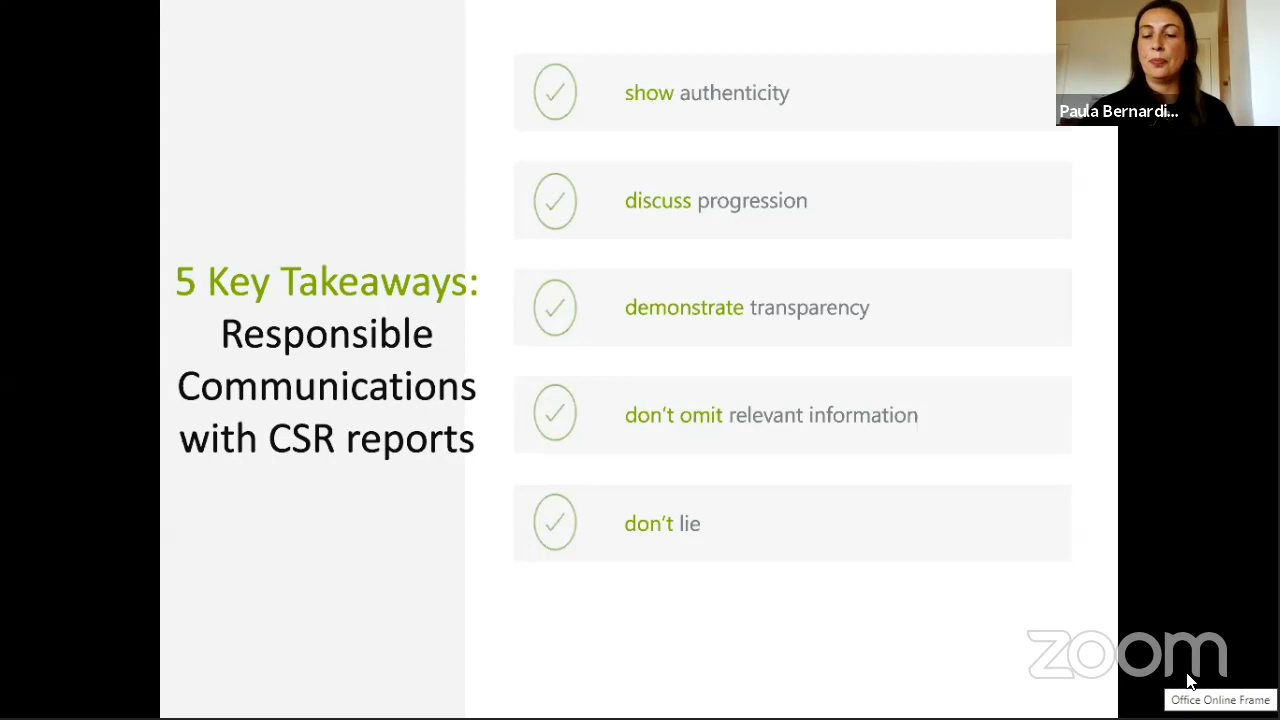 5 Key Takeaways:
Responsible
Communications
with CSR reports
show authenticity
discuss progression
demonstrate transparency
don't omit relevant information
don't lie
Paula Bernardi...
zoom
Office Online Frame